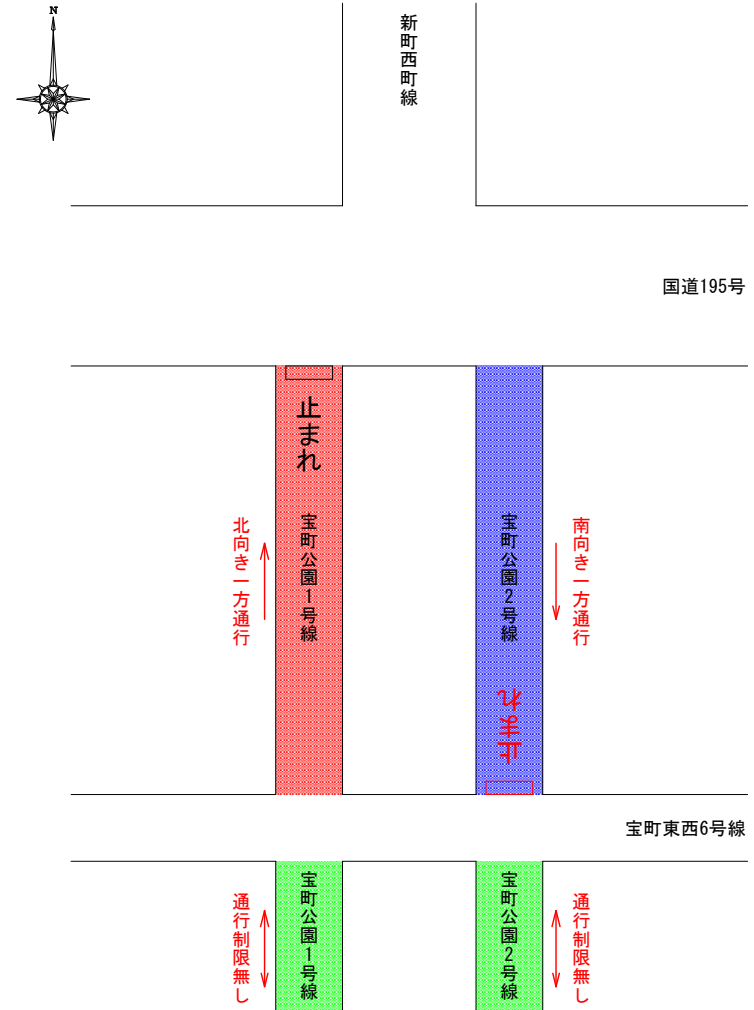 N
新町西町線
国道195号
止まれ
北向き一方通行
宝町公園1号線
宝町公園2号線
南向き一方通行
止まれ
宝町東西6号線
通行制限無し
宝町公園1号線
宝町公園2号線
通行制限無し